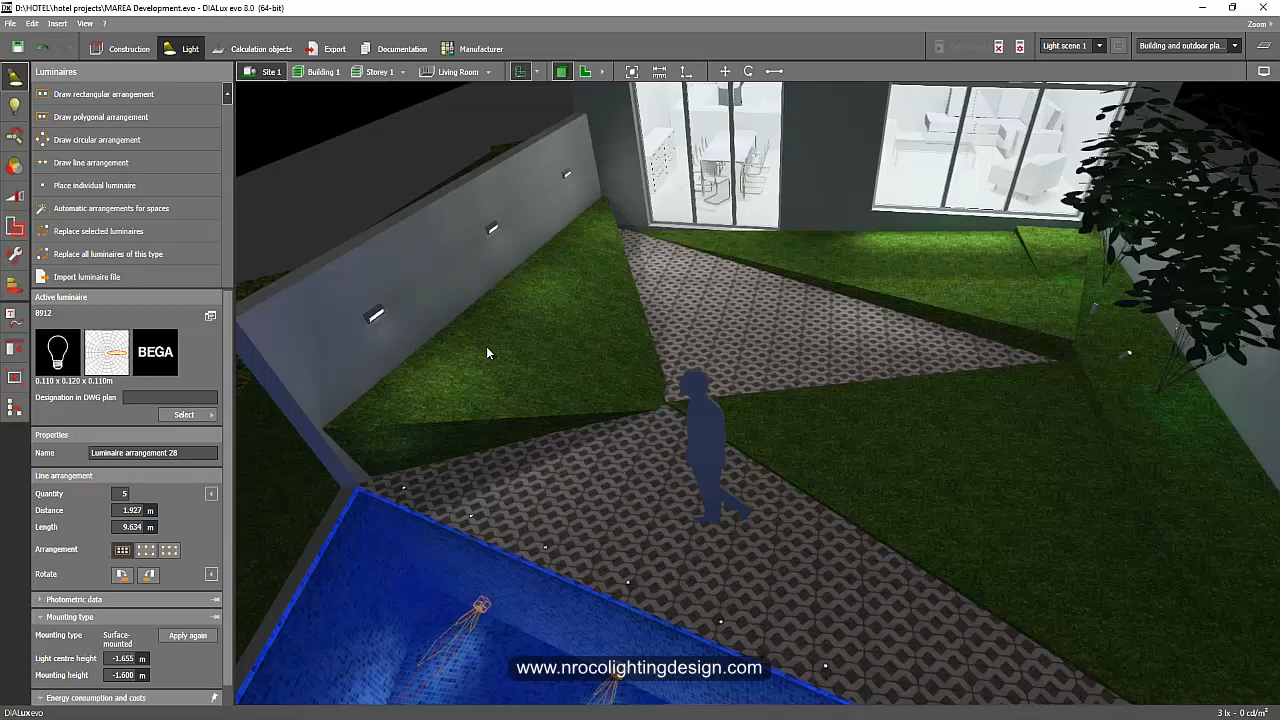 D:\HOTEL\hotel projects\MAREA Development.evo - DIALux evo 8.0 (64-bit)
File Edit Insert View ?
Zoom
Construction
Light
Calculation objects
Export
Documentation
Manufacturer
Light scene 1
Building and outdoor pla...
Luminaires
Site 1
Building 1
Storey 1
Living Room
Draw rectangular arrangement
Draw polygonal arrangement
Draw circular arrangement
Draw line arrangement
Place individual luminaire
Automatic arrangements for spaces
Replace selected luminaires
Replace all luminaires of this type
Import luminaire file
Active luminaire
8912
BEGA
0.110 x 0.120 x 0.110m
Designation in DWG plan
Select
Properties
Name Luminaire arrangement 28
Line arrangement
Quantity 5
Distance 1.927 m
Length 9.634 m
Arrangement
Rotate
Photometric data
Mounting type
Mounting type Surface-mounted Apply again
Light centre height -1.655 m
Mounting height -1.600 m
Energy consumption and costs
www.nrocolightingdesign.com
DIALux evo
3 lx - 0 cd/m²